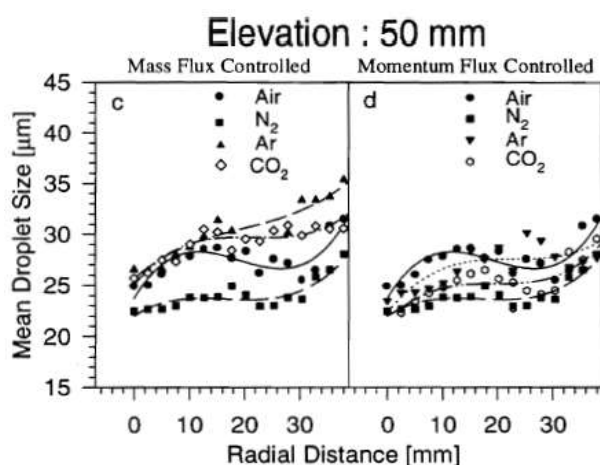 Elevation : 50 mm
Mass Flux Controlled
Momentum Flux Controlled
Mean Droplet Size [µm]
45
40
35
30
25
20
15
c
Air
N2
Ar
CO2
d
Air
N2
Ar
CO2
0 10 20 30
0 10 20 30
Radial Distance [mm]